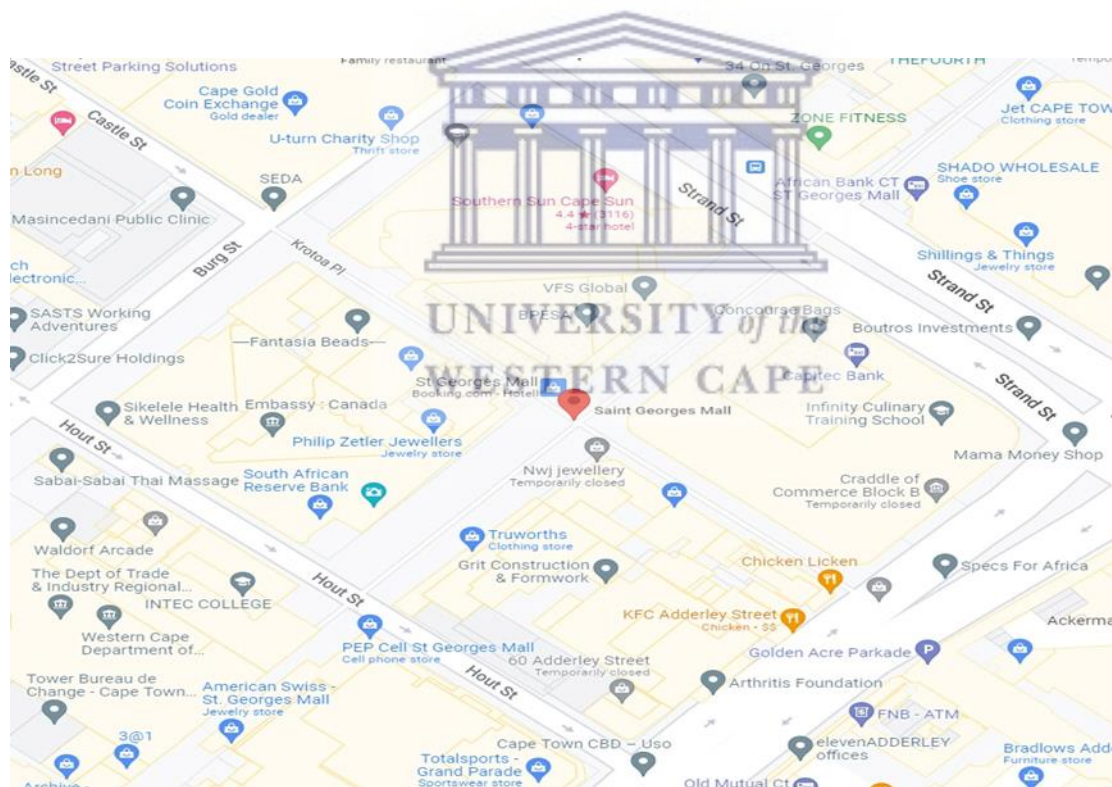 Castle St
Street Parking Solutions
Family restaurant
34 On St. Georges
THEFOURTH
Cape Gold
Coin Exchange
Gold dealer
U-turn Charity Shop
Thrift store
ZONE FITNESS
Jet CAPE TOW
Clothing store
Castle St
n Long
SEDA
Southern Sun Cape Sun
4.4 ★ (3116)
4-star hotel
Strand St
African Bank CT
ST Georges Mall
SHADO WHOLESALE
Shoe store
Masincedani Public Clinic
Burg St
Krotoa Pl
Shillings & Things
Jewelry store
ch
lectronic...
VFS Global
Strand St
SASTS Working
Adventures
BPESA
Concourse Bags
Boutros Investments
UNIVERSITY of the
WESTERN CAPE
Fantasia Beads
Click2Sure Holdings
St Georges Mall
Booking.com - Hotel
Capitec Bank
Strand St
Saint Georges Mall
Sikelele Health
& Wellness
Embassy : Canada
Infinity Culinary
Training School
Hout St
Philip Zetler Jewellers
Jewelry store
Mama Money Shop
Sabai-Sabai Thai Massage
South African
Reserve Bank
Nwj jewellery
Temporarily closed
Craddle of
Commerce Block B
Temporarily closed
Waldorf Arcade
Truworths
Clothing store
Grit Construction
& Formwork
Chicken Licken
Specs For Africa
The Dept of Trade
& Industry Regional...
INTEC COLLEGE
Hout St
KFC Adderley Street
Chicken • $$
Ackerma
Western Cape
Department of...
PEP Cell St Georges Mall
Cell phone store
Golden Acre Parkade
60 Adderley Street
Temporarily closed
Hout St
Arthritis Foundation
Tower Bureau de
Change - Cape Town...
American Swiss -
St. Georges Mall
Jewelry store
FNB - ATM
3@1
Cape Town CBD – Uso
elevenADDERLEY
offices
Bradlows Adde
Furniture store
Totalsports -
Grand Parade
Sportswear store
Archive -
Old Mutual Ct